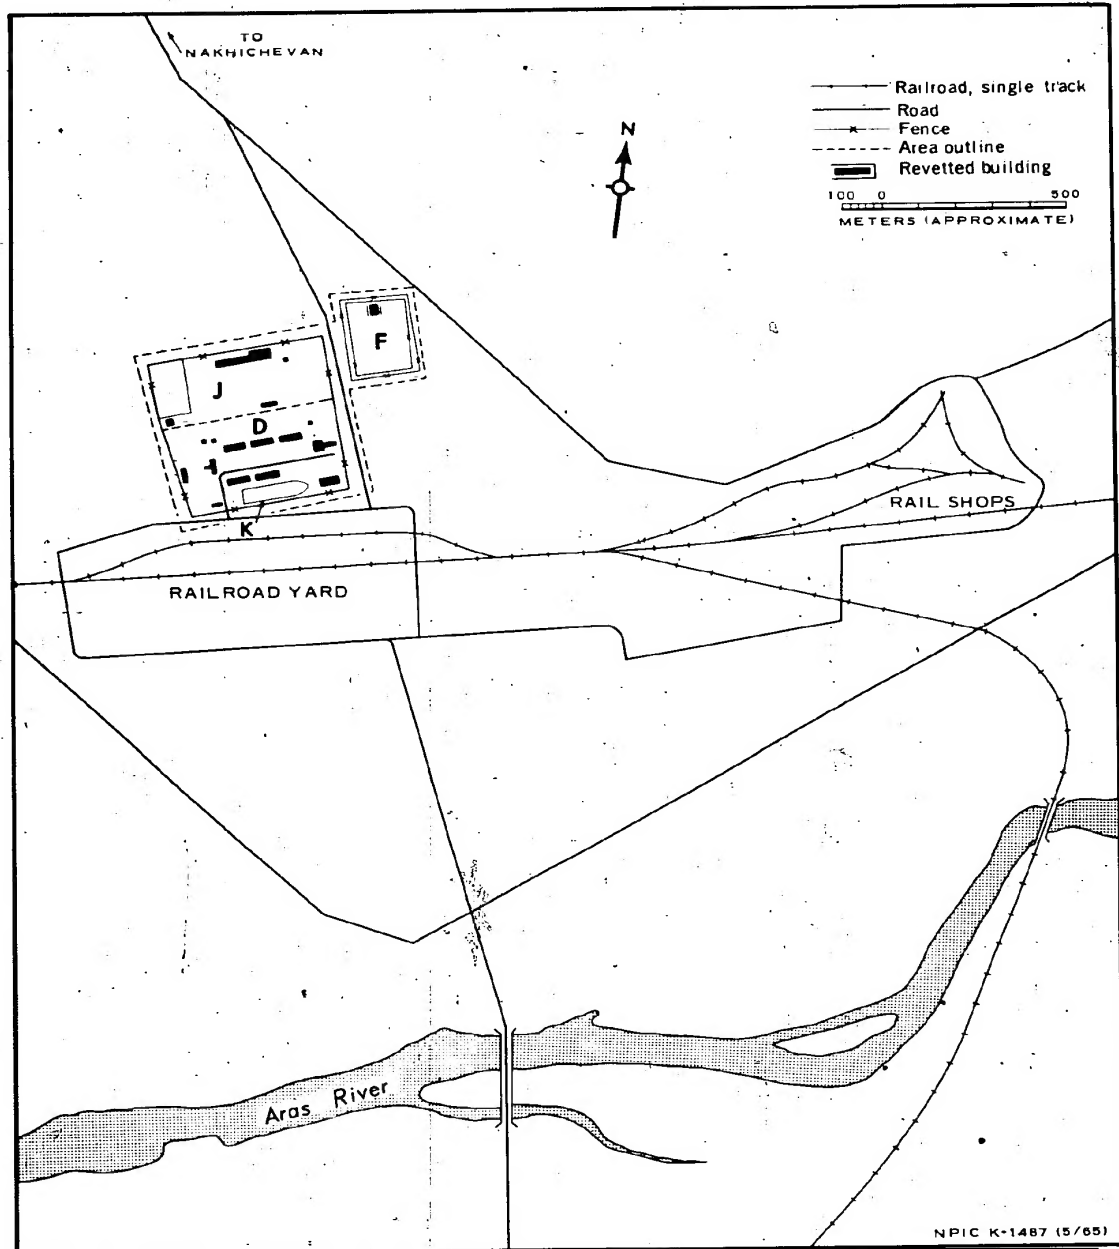 TO
NAKHICHEVAN
Railroad, single track
Road
Fence
Area outline
Revetted building
100 0 500
METERS (APPROXIMATE)
N
F
J
D
K
RAIL SHOPS
RAILROAD YARD
Aras River
NPIC K-1487 (5/65)